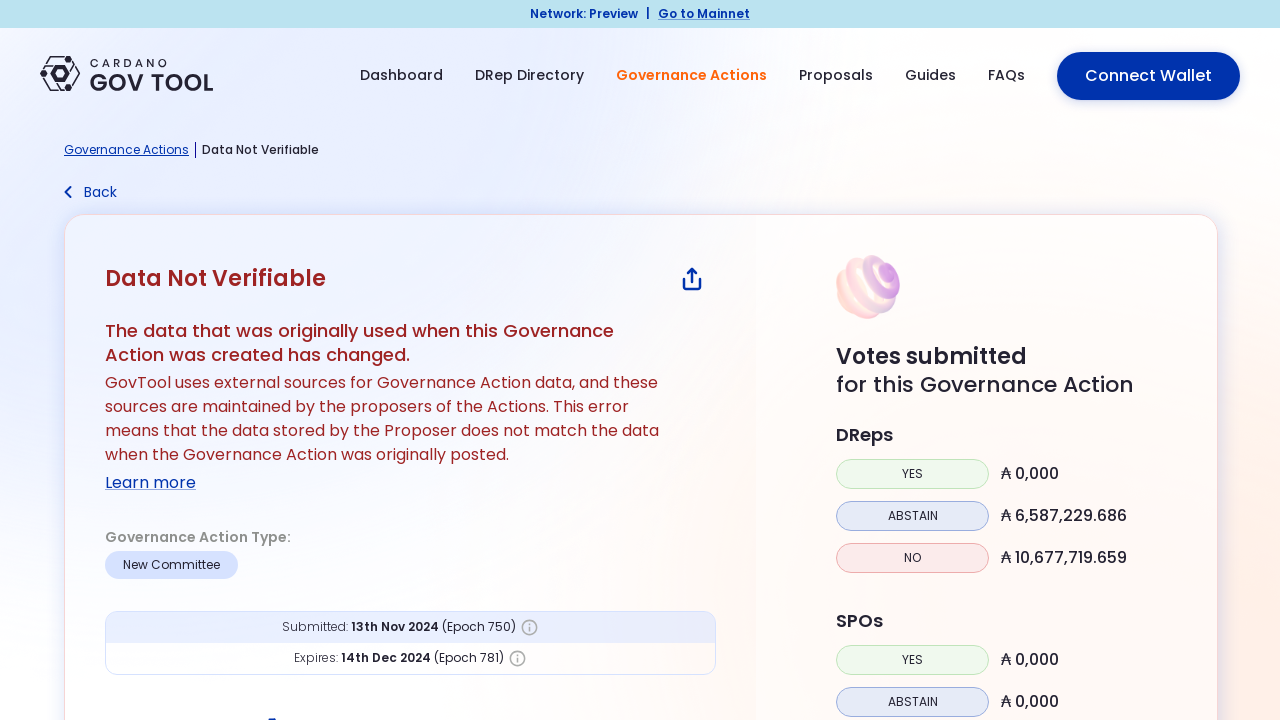 Network: Preview | Go to Mainnet
CARDANO
GOV TOOL
Dashboard DRep Directory Governance Actions Proposals Guides FAQs Connect Wallet
Governance Actions | Data Not Verifiable
Back
Data Not Verifiable
The data that was originally used when this Governance
Action was created has changed.
GovTool uses external sources for Governance Action data, and these
sources are maintained by the proposers of the Actions. This error
means that the data stored by the Proposer does not match the data
when the Governance Action was originally posted.
Learn more
Governance Action Type:
New Committee
Submitted: 13th Nov 2024 (Epoch 750)
Expires: 14th Dec 2024 (Epoch 781)
Votes submitted
for this Governance Action
DReps
YES ₳ 0,000
ABSTAIN ₳ 6,587,229.686
NO ₳ 10,677,719.659
SPOs
YES ₳ 0,000
ABSTAIN ₳ 0,000